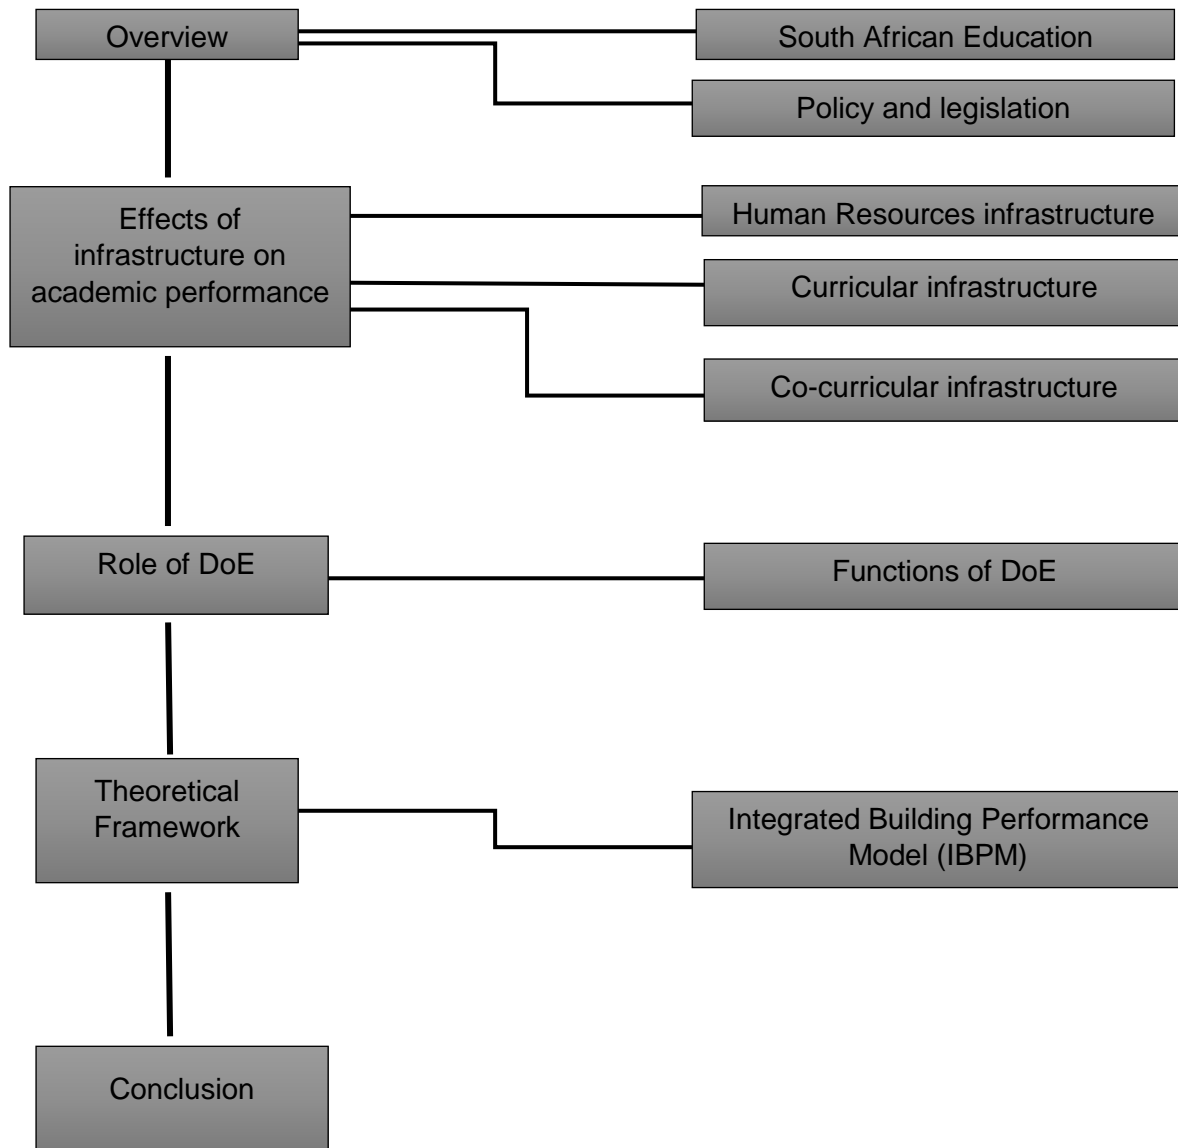 Overview
South African Education
Policy and legislation
Effects of
infrastructure on
academic performance
Human Resources infrastructure
Curricular infrastructure
Co-curricular infrastructure
Role of DoE
Functions of DoE
Theoretical
Framework
Integrated Building Performance
Model (IBPM)
Conclusion